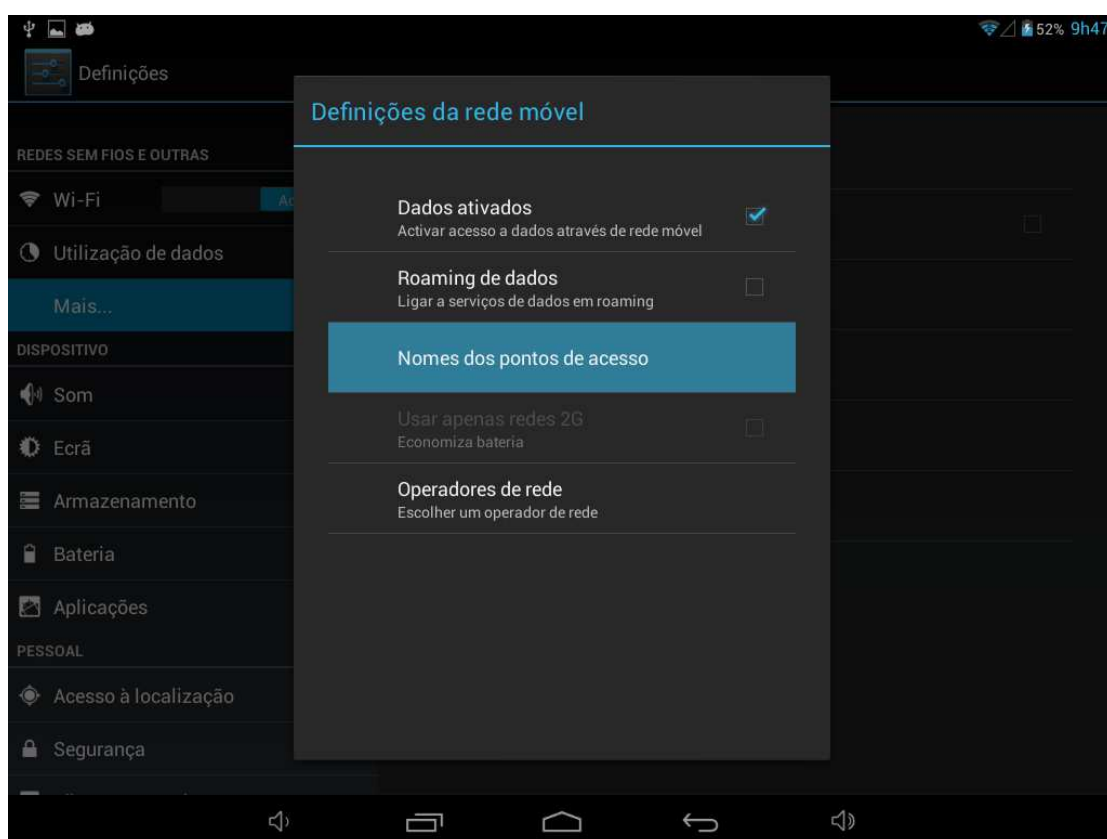 52% 9h47
Definições
Definições da rede móvel
REDES SEM FIOS E OUTRAS
Wi-Fi
Utilização de dados
Mais...
DISPOSITIVO
Som
Ecrã
Armazenamento
Bateria
Aplicações
PESSOAL
Acesso à localização
Segurança
Dados ativados
Activar acesso a dados através de rede móvel
Roaming de dados
Ligar a serviços de dados em roaming
Nomes dos pontos de acesso
Usar apenas redes 2G
Economiza bateria
Operadores de rede
Escolher um operador de rede